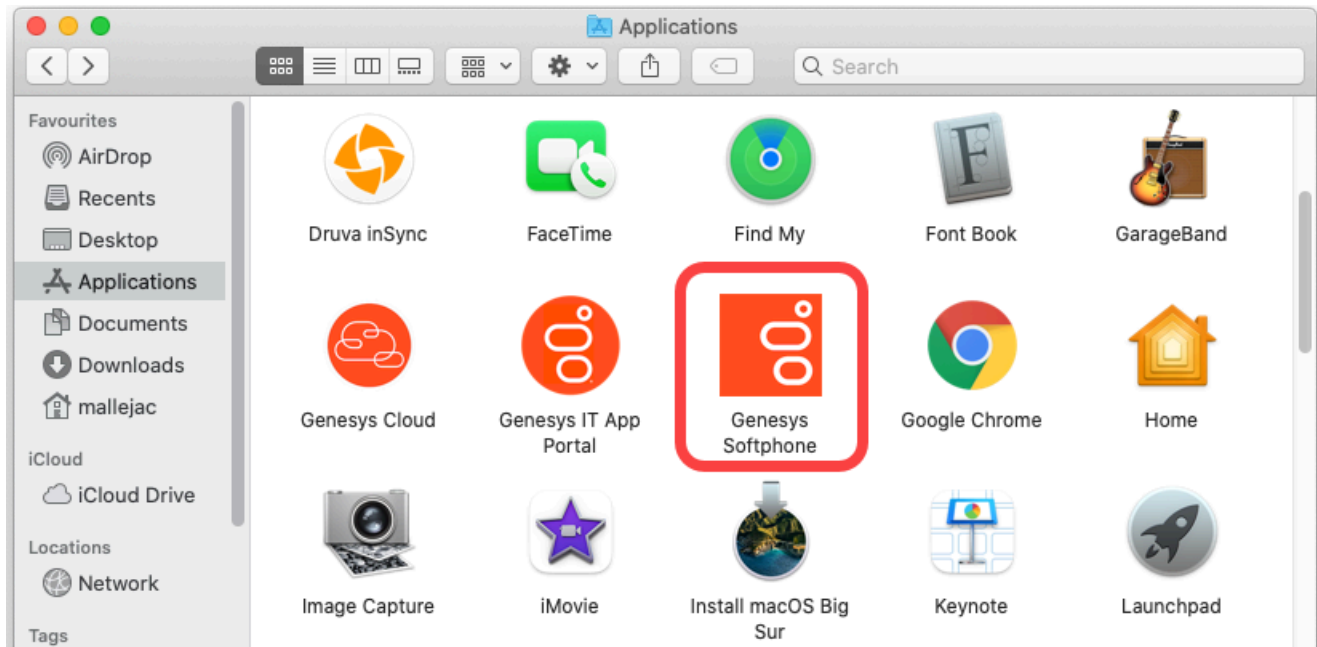 Applications
Search
Favourites
AirDrop
Recents
Desktop
Applications
Documents
Downloads
mallejac
iCloud
iCloud Drive
Locations
Network
Tags
Druva inSync
FaceTime
Find My
Font Book
GarageBand
Genesys Cloud
Genesys IT App
Portal
Genesys
Softphone
Google Chrome
Home
Image Capture
iMovie
Install macOS Big
Sur
Keynote
Launchpad